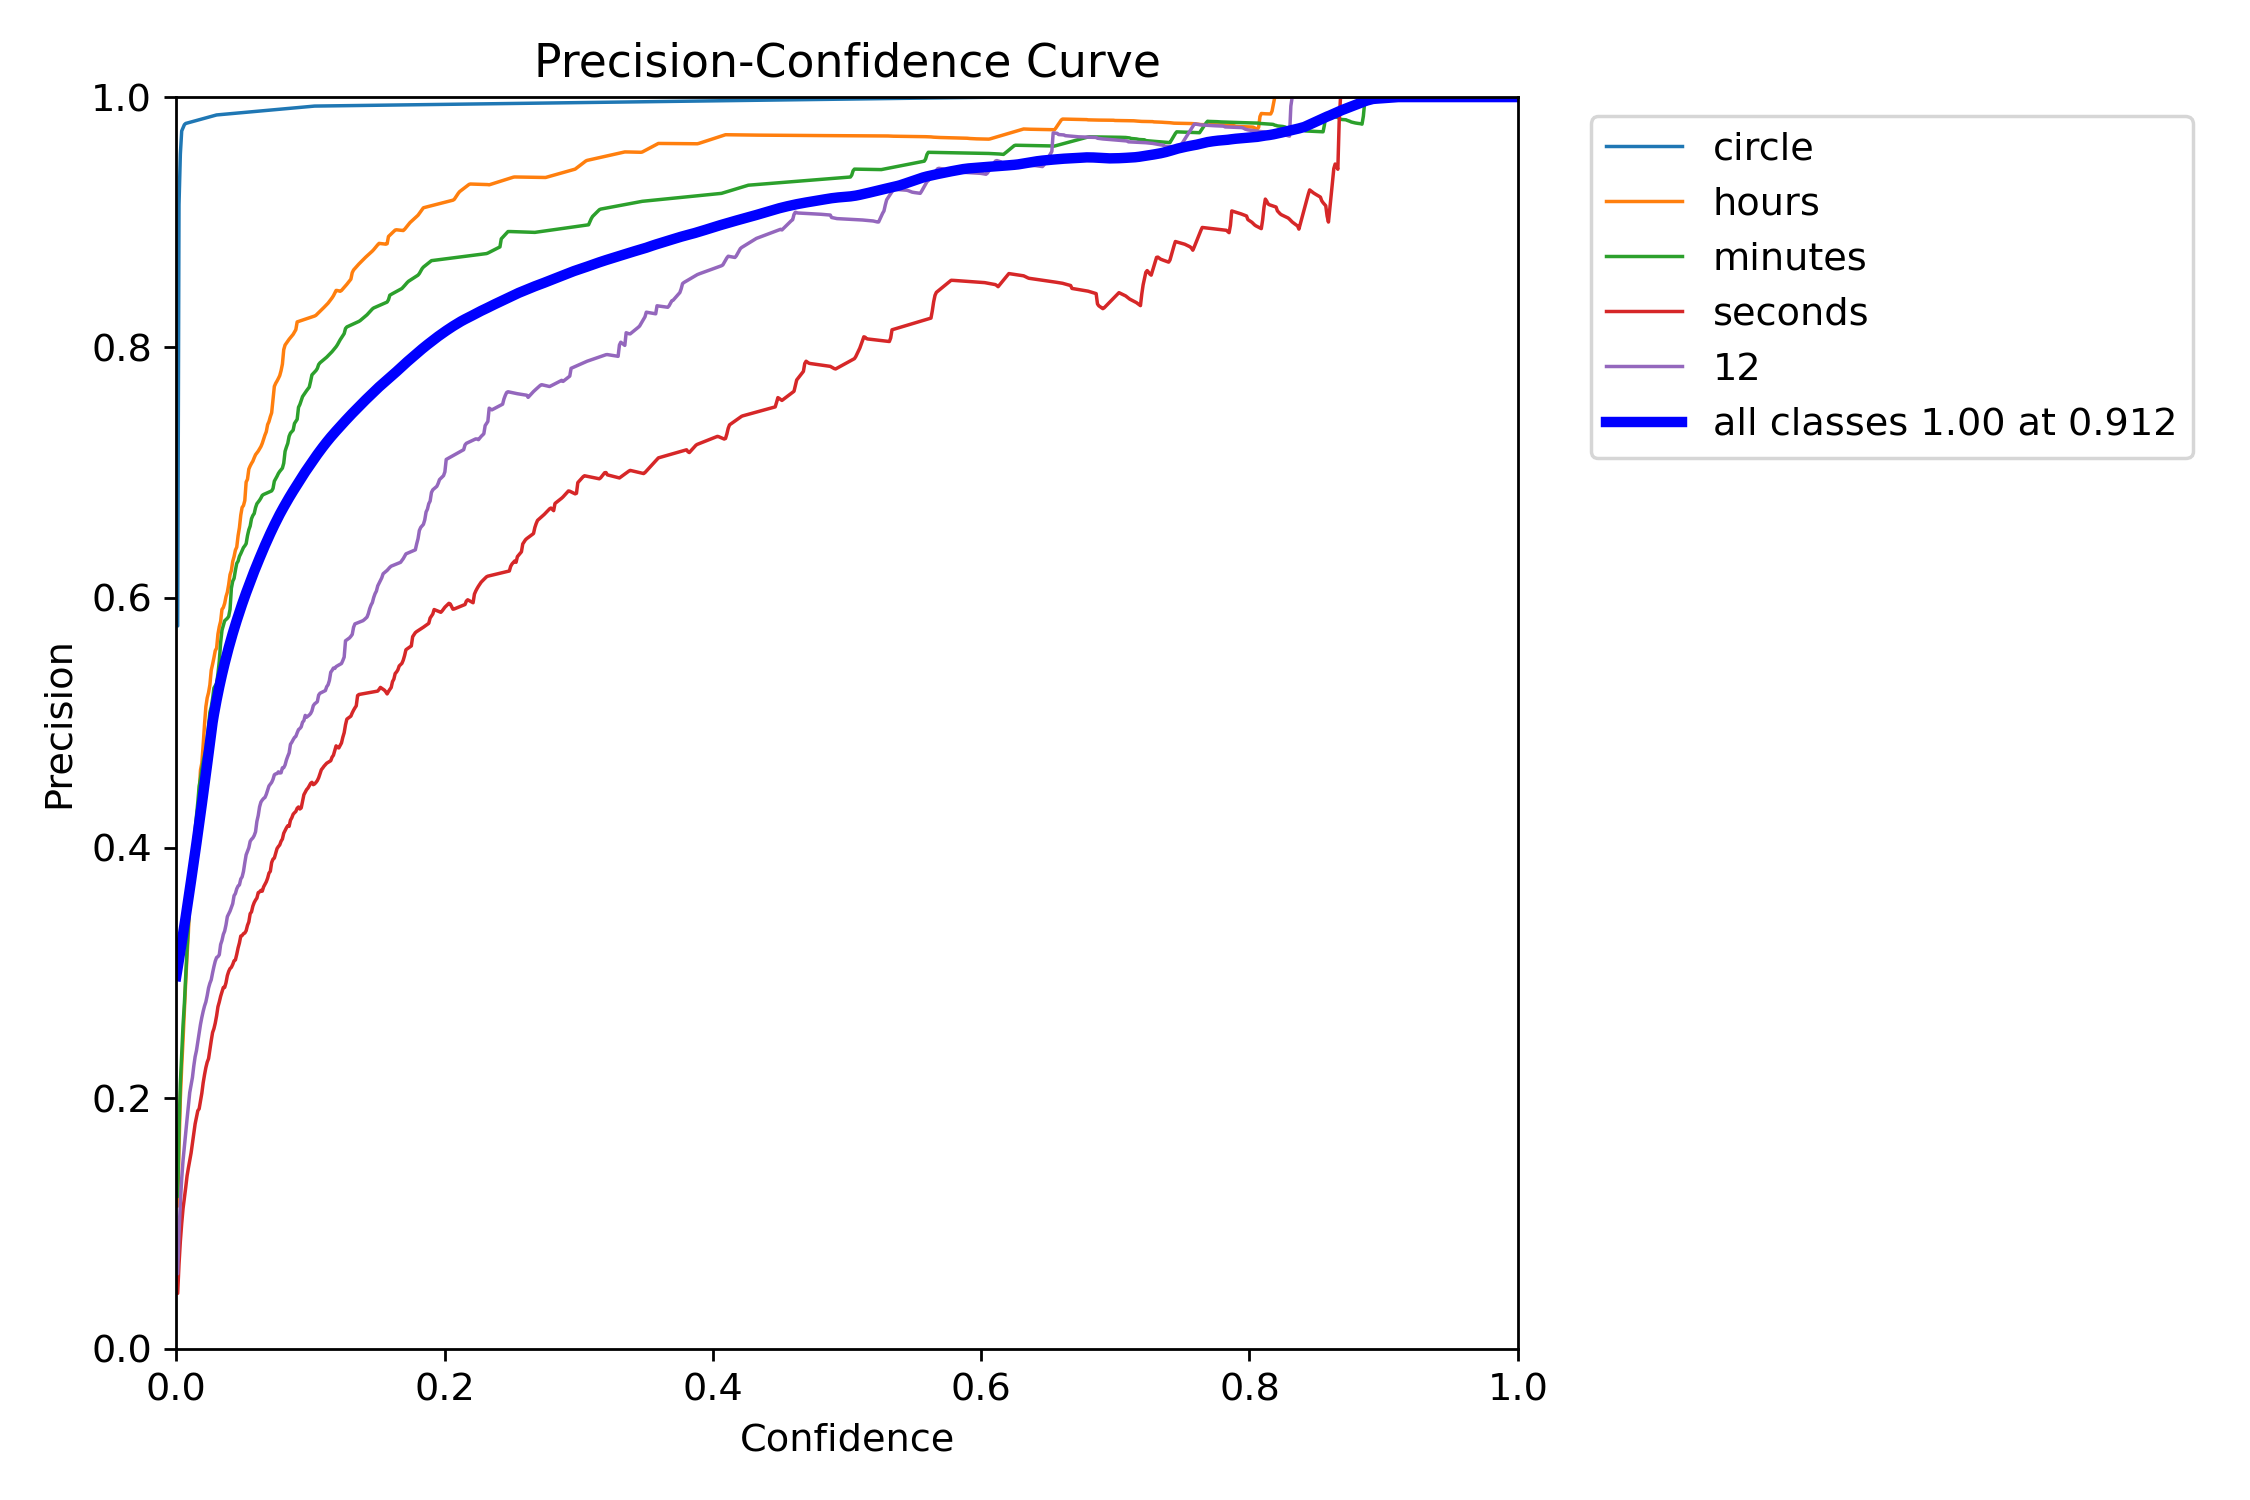 Precision-Confidence Curve
1.0
0.8
0.6
0.4
0.2
0.0
Precision
0.0 0.2 0.4 0.6 0.8 1.0
Confidence
circle
hours
minutes
seconds
12
all classes 1.00 at 0.912